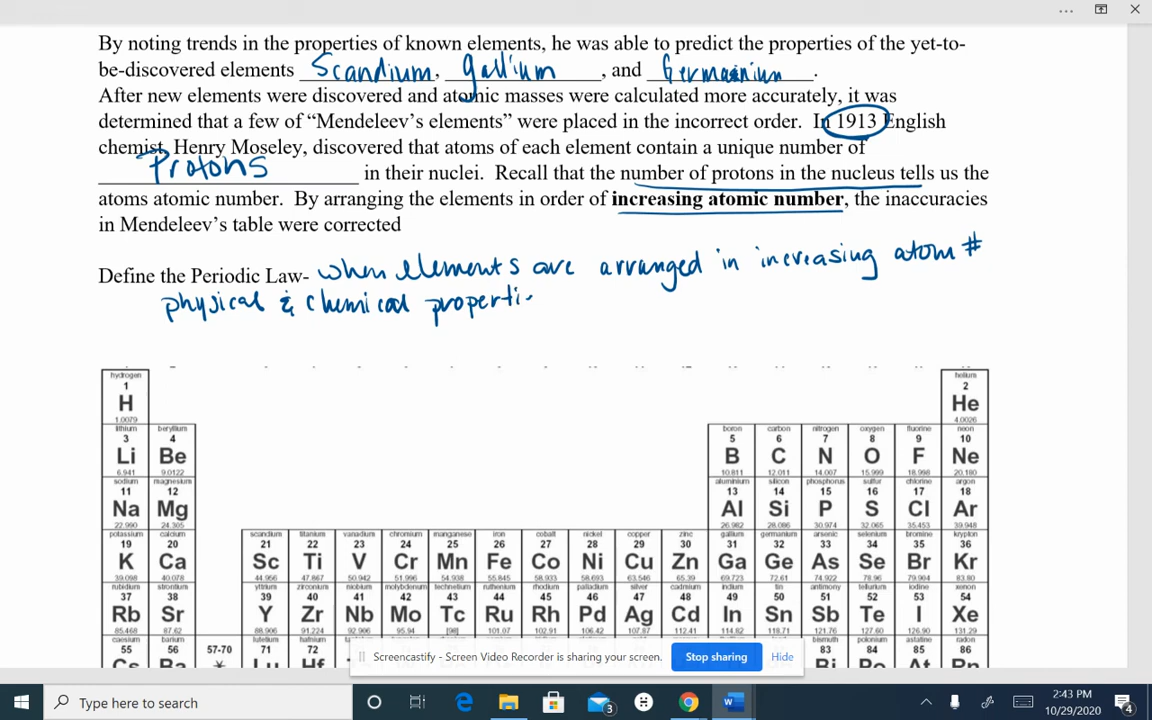 By noting trends in the properties of known elements, he was able to predict the properties of the yet-to-
be-discovered elements Scandium, gallium, and Germanium.
After new elements were discovered and atomic masses were calculated more accurately, it was
determined that a few of “Mendeleev’s elements” were placed in the incorrect order. In 1913 English
chemist, Henry Moseley, discovered that atoms of each element contain a unique number of
Protons in their nuclei. Recall that the number of protons in the nucleus tells us the
atoms atomic number. By arranging the elements in order of increasing atomic number, the inaccuracies
in Mendeleev’s table were corrected
Define the Periodic Law- when elements are arranged in increasing atom #
physical & chemical properti
hydrogen helium
1 2
H He
1.0079 4.0026
lithium beryllium boron carbon nitrogen oxygen fluorine neon
3 4 5 6 7 8 9 10
Li Be B C N O F Ne
6.941 9.0122 10.811 12.011 14.007 15.999 18.998 20.180
sodium magnesium aluminium silicon phosphorus sulfur chlorine argon
11 12 13 14 15 16 17 18
Na Mg Al Si P S Cl Ar
22.990 24.305 26.982 28.086 30.974 32.065 35.453 39.948
potassium calcium scandium titanium vanadium chromium manganese iron cobalt nickel copper zinc gallium germanium arsenic selenium bromine krypton
19 20 21 22 23 24 25 26 27 28 29 30 31 32 33 34 35 36
K Ca Sc Ti V Cr Mn Fe Co Ni Cu Zn Ga Ge As Se Br Kr
39.098 40.078 44.956 47.867 50.942 51.996 54.938 55.845 58.933 58.693 63.546 65.39 69.723 72.61 74.922 78.96 79.904 83.80
rubidium strontium yttrium zirconium niobium molybdenum technetium ruthenium rhodium palladium silver cadmium indium tin antimony tellurium iodine xenon
37 38 39 40 41 42 43 44 45 46 47 48 49 50 51 52 53 54
Rb Sr Y Zr Nb Mo Tc Ru Rh Pd Ag Cd In Sn Sb Te I Xe
85.468 87.62 88.906 91.224 92.906 95.94 [98] 101.07 102.91 106.42 107.87 112.41 114.82 118.71 121.76 127.60 126.90 131.29
caesium barium lutetium hafnium bismuth polonium astatine radon
55 56 57-70 71 72 83 84 85 86
Cs Ba * Lu Hf Bi Po At Rn
Screencastify - Screen Video Recorder is sharing your screen. Stop sharing Hide
Type here to search
3
2:43 PM
10/29/2020
4